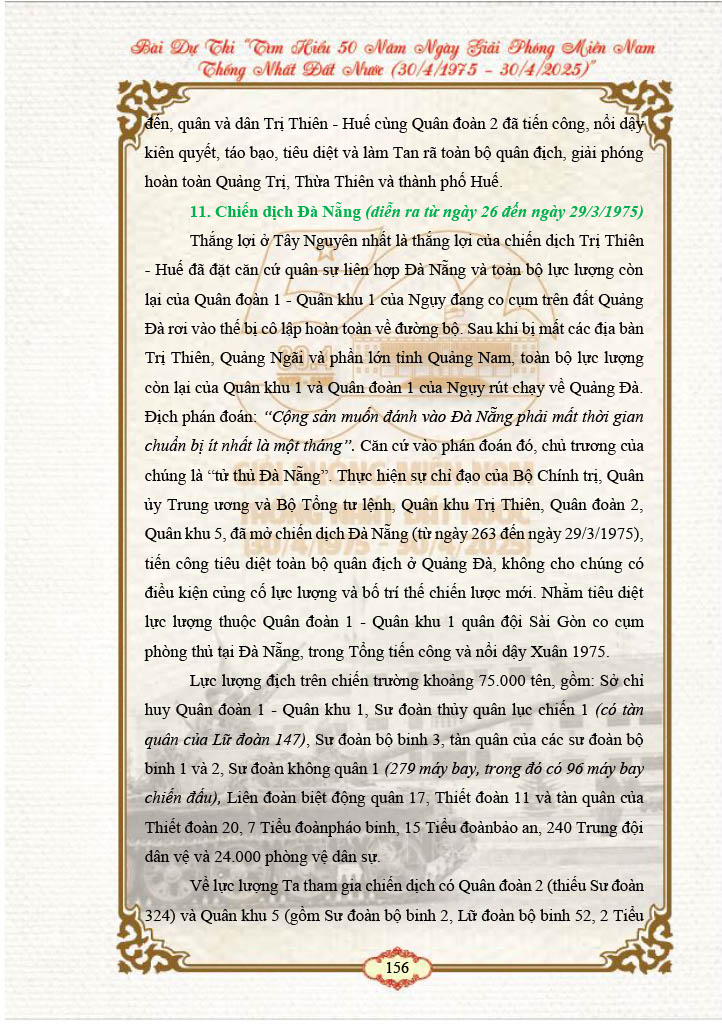 Bài Dự Thi "Tìm Hiểu 50 Năm Ngày Giải Phóng Miền Nam
Thống Nhất Đất Nước (30/4/1975 - 30/4/2025)"
đến, quân và dân Trị Thiên - Huế cùng Quân đoàn 2 đã tiến công, nổi dậy
kiên quyết, táo bạo, tiêu diệt và làm Tan rã toàn bộ quân địch, giải phóng
hoàn toàn Quảng Trị, Thừa Thiên và thành phố Huế.
11. Chiến dịch Đà Nẵng (diễn ra từ ngày 26 đến ngày 29/3/1975)
Thắng lợi ở Tây Nguyên nhất là thắng lợi của chiến dịch Trị Thiên
- Huế đã đặt căn cứ quân sự liên hợp Đà Nẵng và toàn bộ lực lượng còn
lại của Quân đoàn 1 - Quân khu 1 của Ngụy đang co cụm trên đất Quảng
Đà rơi vào thế bị cô lập hoàn toàn về đường bộ. Sau khi bị mất các địa bàn
Trị Thiên, Quảng Ngãi và phần lớn tỉnh Quảng Nam, toàn bộ lực lượng
còn lại của Quân khu 1 và Quân đoàn 1 của Ngụy rút chạy về Quảng Đà.
Địch phán đoán: “Cộng sản muốn đánh vào Đà Nẵng phải mất thời gian
chuẩn bị ít nhất là một tháng”. Căn cứ vào phán đoán đó, chủ trương của
chúng là “tử thủ Đà Nẵng”. Thực hiện sự chỉ đạo của Bộ Chính trị, Quân
ủy Trung ương và Bộ Tổng tư lệnh, Quân khu Trị Thiên, Quân đoàn 2,
Quân khu 5, đã mở chiến dịch Đà Nẵng (từ ngày 263 đến ngày 29/3/1975),
tiến công tiêu diệt toàn bộ quân địch ở Quảng Đà, không cho chúng có
điều kiện củng cố lực lượng và bố trí thế chiến lược mới. Nhằm tiêu diệt
lực lượng thuộc Quân đoàn 1 - Quân khu 1 quân đội Sài Gòn co cụm
phòng thủ tại Đà Nẵng, trong Tổng tiến công và nổi dậy Xuân 1975.
Lực lượng địch trên chiến trường khoảng 75.000 tên, gồm: Sở chỉ
huy Quân đoàn 1 - Quân khu 1, Sư đoàn thủy quân lục chiến 1 (có tàn
quân của Lữ đoàn 147), Sư đoàn bộ binh 3, tàn quân của các sư đoàn bộ
binh 1 và 2, Sư đoàn không quân 1 (279 máy bay, trong đó có 96 máy bay
chiến đấu), Liên đoàn biệt động quân 17, Thiết đoàn 11 và tàn quân của
Thiết đoàn 20, 7 Tiểu đoànpháo binh, 15 Tiểu đoànbảo an, 240 Trung đội
dân vệ và 24.000 phòng vệ dân sự.
Về lực lượng Ta tham gia chiến dịch có Quân đoàn 2 (thiếu Sư đoàn
324) và Quân khu 5 (gồm Sư đoàn bộ binh 2, Lữ đoàn bộ binh 52, 2 Tiểu
30.4
GIẢI PHÓNG MIỀN NAM
THỐNG NHẤT ĐẤT NƯỚC
(30/4/1975 - 30/4/2025)
156